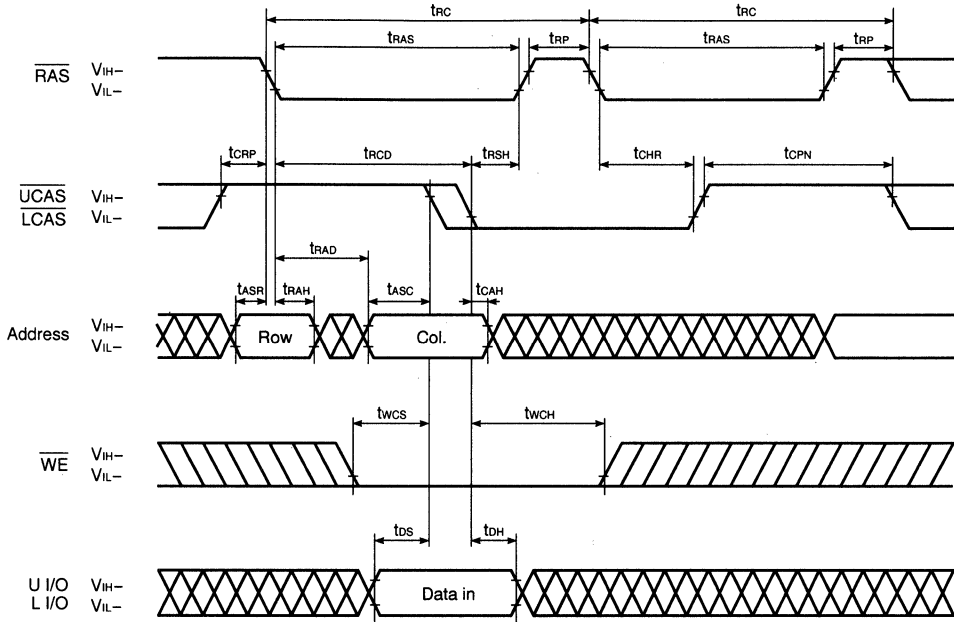 tRC tRC
tRAS tRP tRAS tRP
RAS VIH–
VIL–
tCRP tRCD tRSH tCHR tCPN
UCAS VIH–
LCAS VIL–
tRAD
tASR tRAH tASC tCAH
Address VIH–
VIL–
Row Col.
tWCS tWCH
WE VIH–
VIL–
tDS tDH
U I/O VIH–
L I/O VIL–
Data in